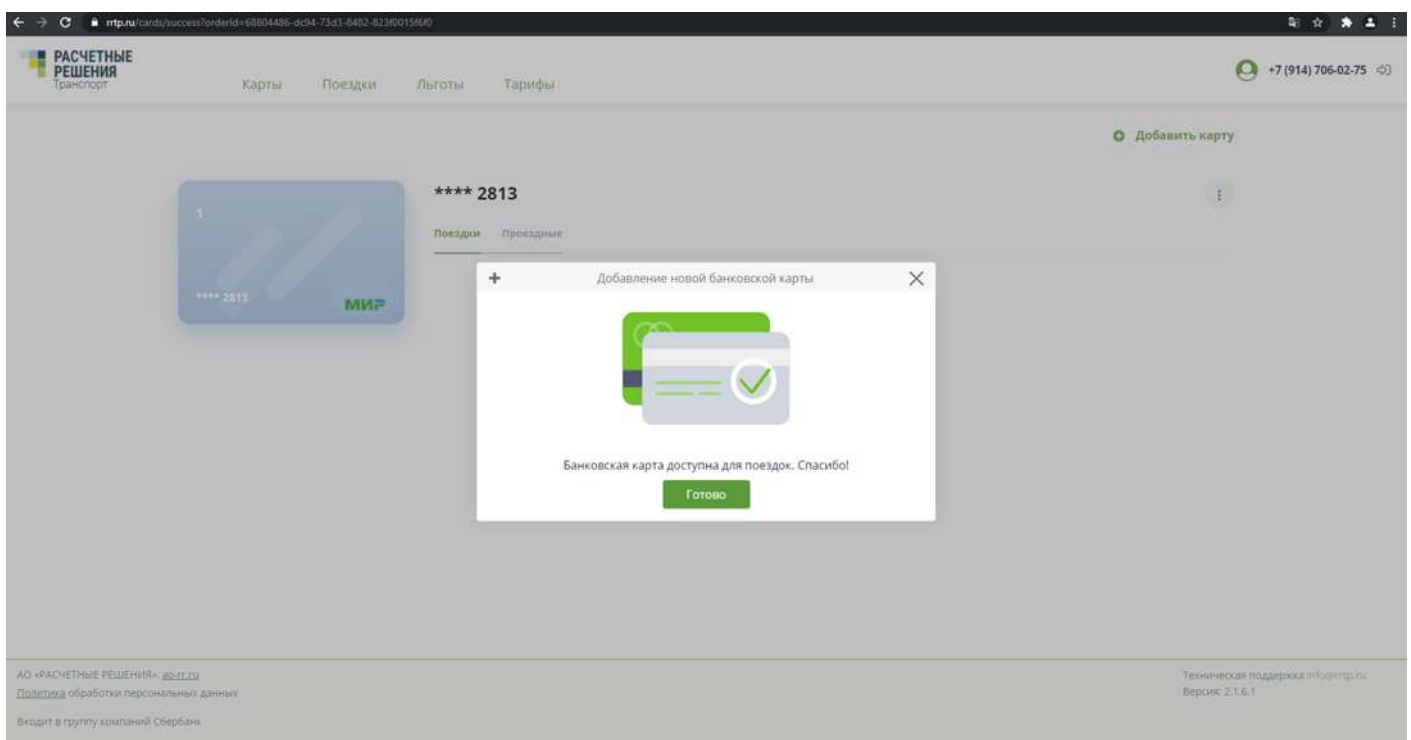 rrtp.ru/cards/success?orderId=68804486-dc94-73d3-8482-823f0015f6f0
РАСЧЕТНЫЕ
РЕШЕНИЯ
Транспорт
Карты Поездки Льготы Тарифы
+7 (914) 706-02-75
Добавить карту
1
**** 2813
МИР
**** 2813
Поездки Проездные
Добавление новой банковской карты
Банковская карта доступна для поездок. Спасибо!
Готово
АО «РАСЧЕТНЫЕ РЕШЕНИЯ», ao-rr.ru
Политика обработки персональных данных
Входит в группу компаний Сбербанк
Техническая поддержка info@rrtp.ru
Версия: 2.1.6.1